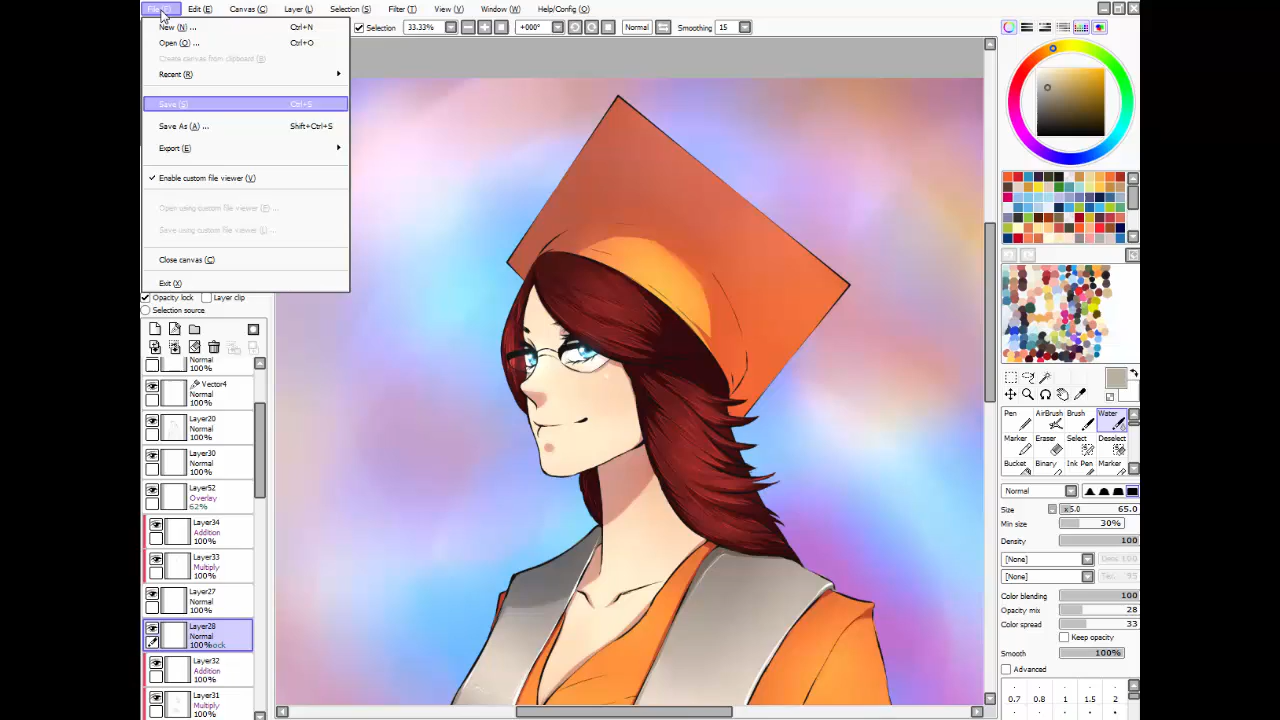 File (F) Edit (E) Canvas (C) Layer (L) Selection (S) Filter (T) View (V) Window (W) Help/Config (O)
New (N) ... Ctrl+N
Open (O) ... Ctrl+O
Create canvas from clipboard (B)
Recent (R)
Save (S) Ctrl+S
Save As (A) ... Shift+Ctrl+S
Export (E)
Enable custom file viewer (V)
Open using custom file viewer
Save using custom file viewer
Close canvas (C)
Exit (X)
Selection 33.33% +000° Normal Smoothing 15
Opacity lock Layer clip
Selection source
Normal
100%
Vector4
Normal
100%
Layer20
Normal
100%
Layer30
Normal
100%
Layer52
Overlay
62%
Layer34
Addition
100%
Layer33
Multiply
100%
Layer27
Normal
100%
Layer28
Normal
100%
Layer32
Addition
100%
Layer31
Multiply
100%
Pen AirBrush Brush Water
Marker Eraser Select Deselect
Bucket Binary Ink Pen Marker
Normal
Size x5.0 65.0
Min size 30%
Density 100
[None]
[None] 95
Color blending 100
Opacity mix 28
Color spread 33
Keep opacity
Smooth 100%
Advanced
0.7 0.8 1 1.5 2